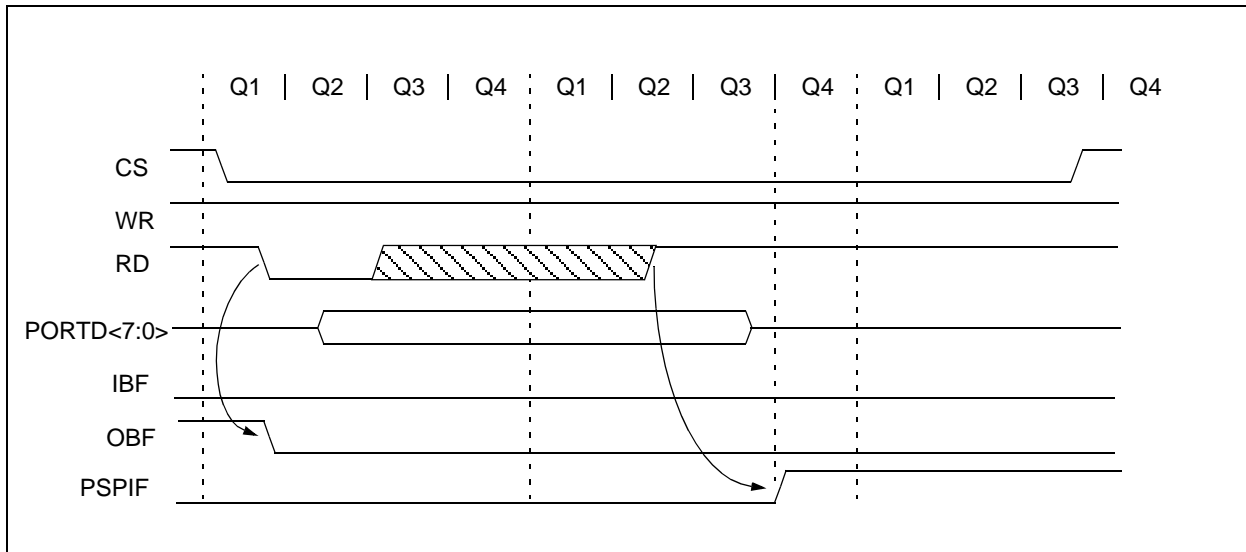 Q1 | Q2 | Q3 | Q4 | Q1 | Q2 | Q3 | Q4 | Q1 | Q2 | Q3 | Q4
CS
WR
RD
PORTD<7:0>
IBF
OBF
PSPIF